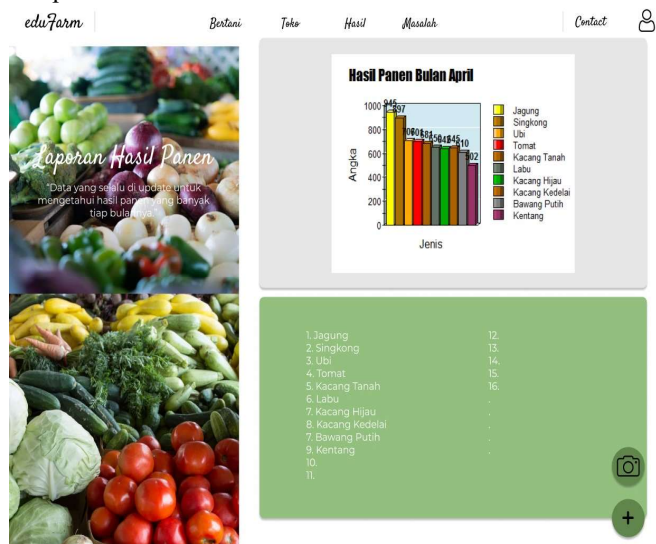 eduFarm
Bertani
Toko
Hasil
Masalah
Contact
Laporan Hasil Panen
"Data yang selalu di update untuk
mengetahui hasil panen yang banyak
tiap bulannya."
Hasil Panen Bulan April
1000
800
600
400
200
0
Angka
945
Jenis
Jagung
Singkong
Ubi
Tomat
Kacang Tanah
Labu
Kacang Hijau
Kacang Kedelai
Bawang Putih
Kentang
1. Jagung
2. Singkong
3. Ubi
4. Tomat
5. Kacang Tanah
6. Labu
7. Kacang Hijau
8. Kacang Kedelai
7. Bawang Putih
9. Kentang
10.
11.
12.
13.
14.
15.
16.
.
.
.
.